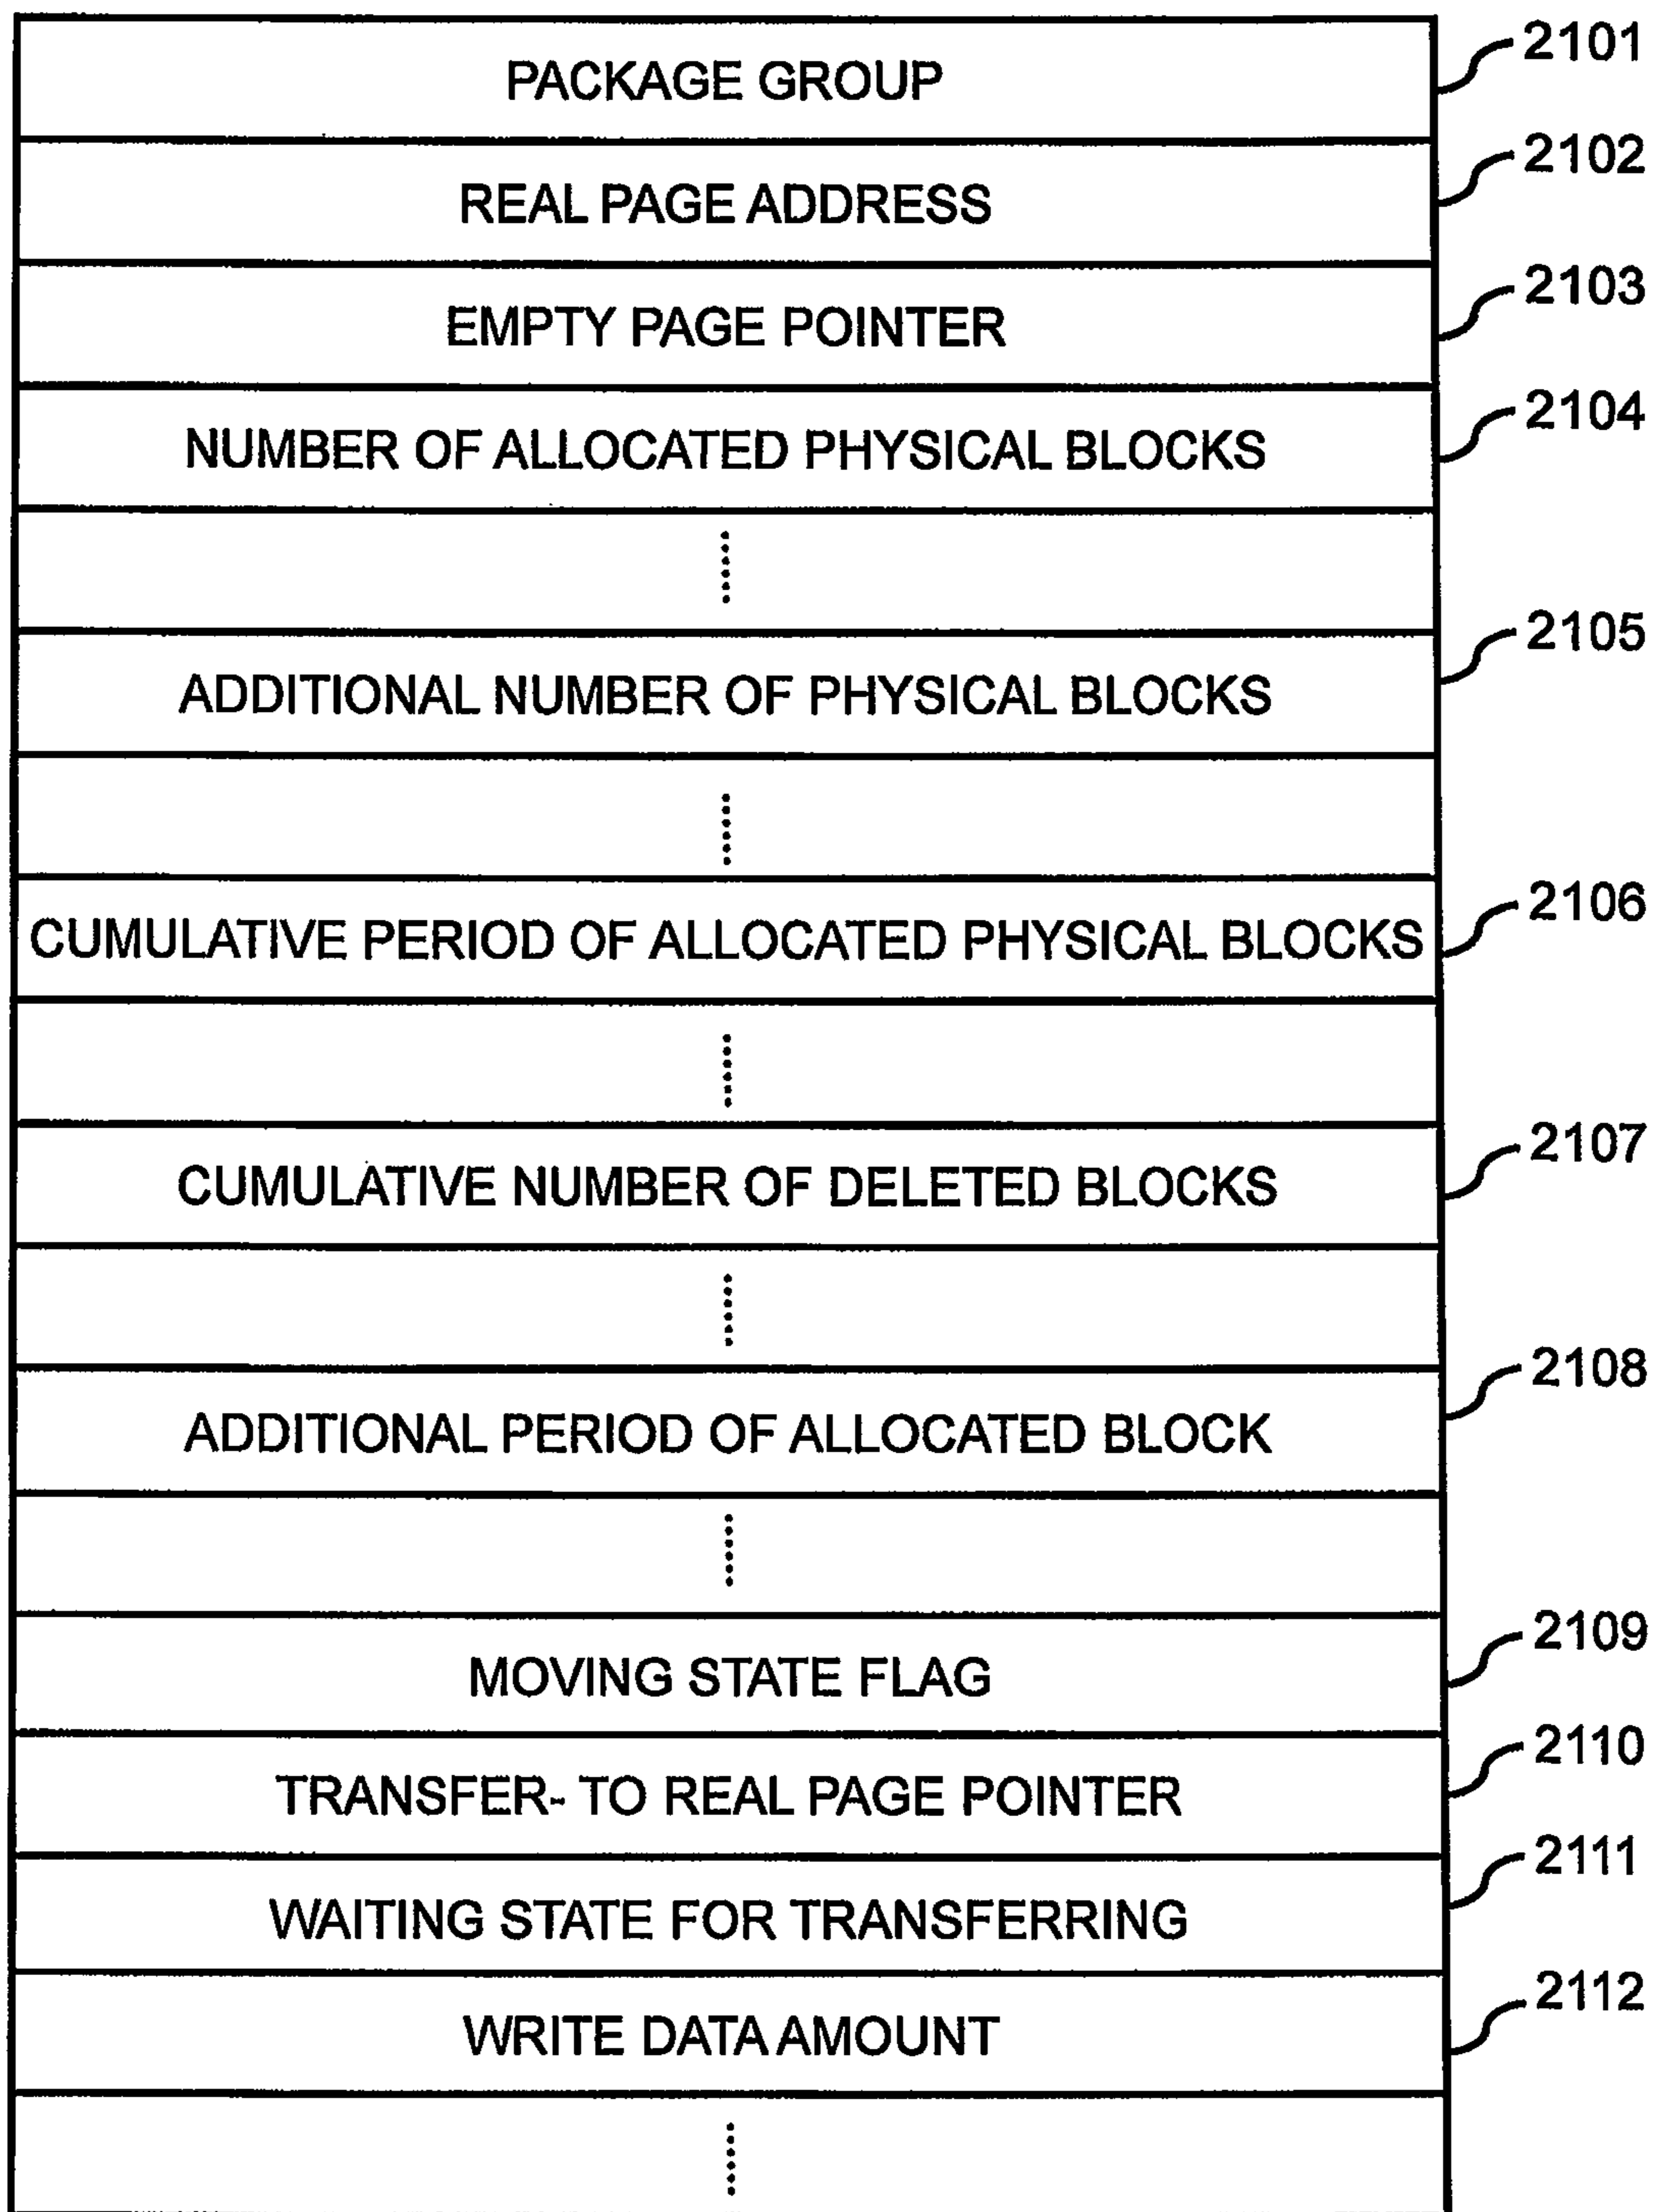 PACKAGE GROUP 2101
REAL PAGE ADDRESS 2102
EMPTY PAGE POINTER 2103
NUMBER OF ALLOCATED PHYSICAL BLOCKS 2104
ADDITIONAL NUMBER OF PHYSICAL BLOCKS 2105
CUMULATIVE PERIOD OF ALLOCATED PHYSICAL BLOCKS 2106
CUMULATIVE NUMBER OF DELETED BLOCKS 2107
ADDITIONAL PERIOD OF ALLOCATED BLOCK 2108
MOVING STATE FLAG 2109
TRANSFER- TO REAL PAGE POINTER 2110
WAITING STATE FOR TRANSFERRING 2111
WRITE DATA AMOUNT 2112